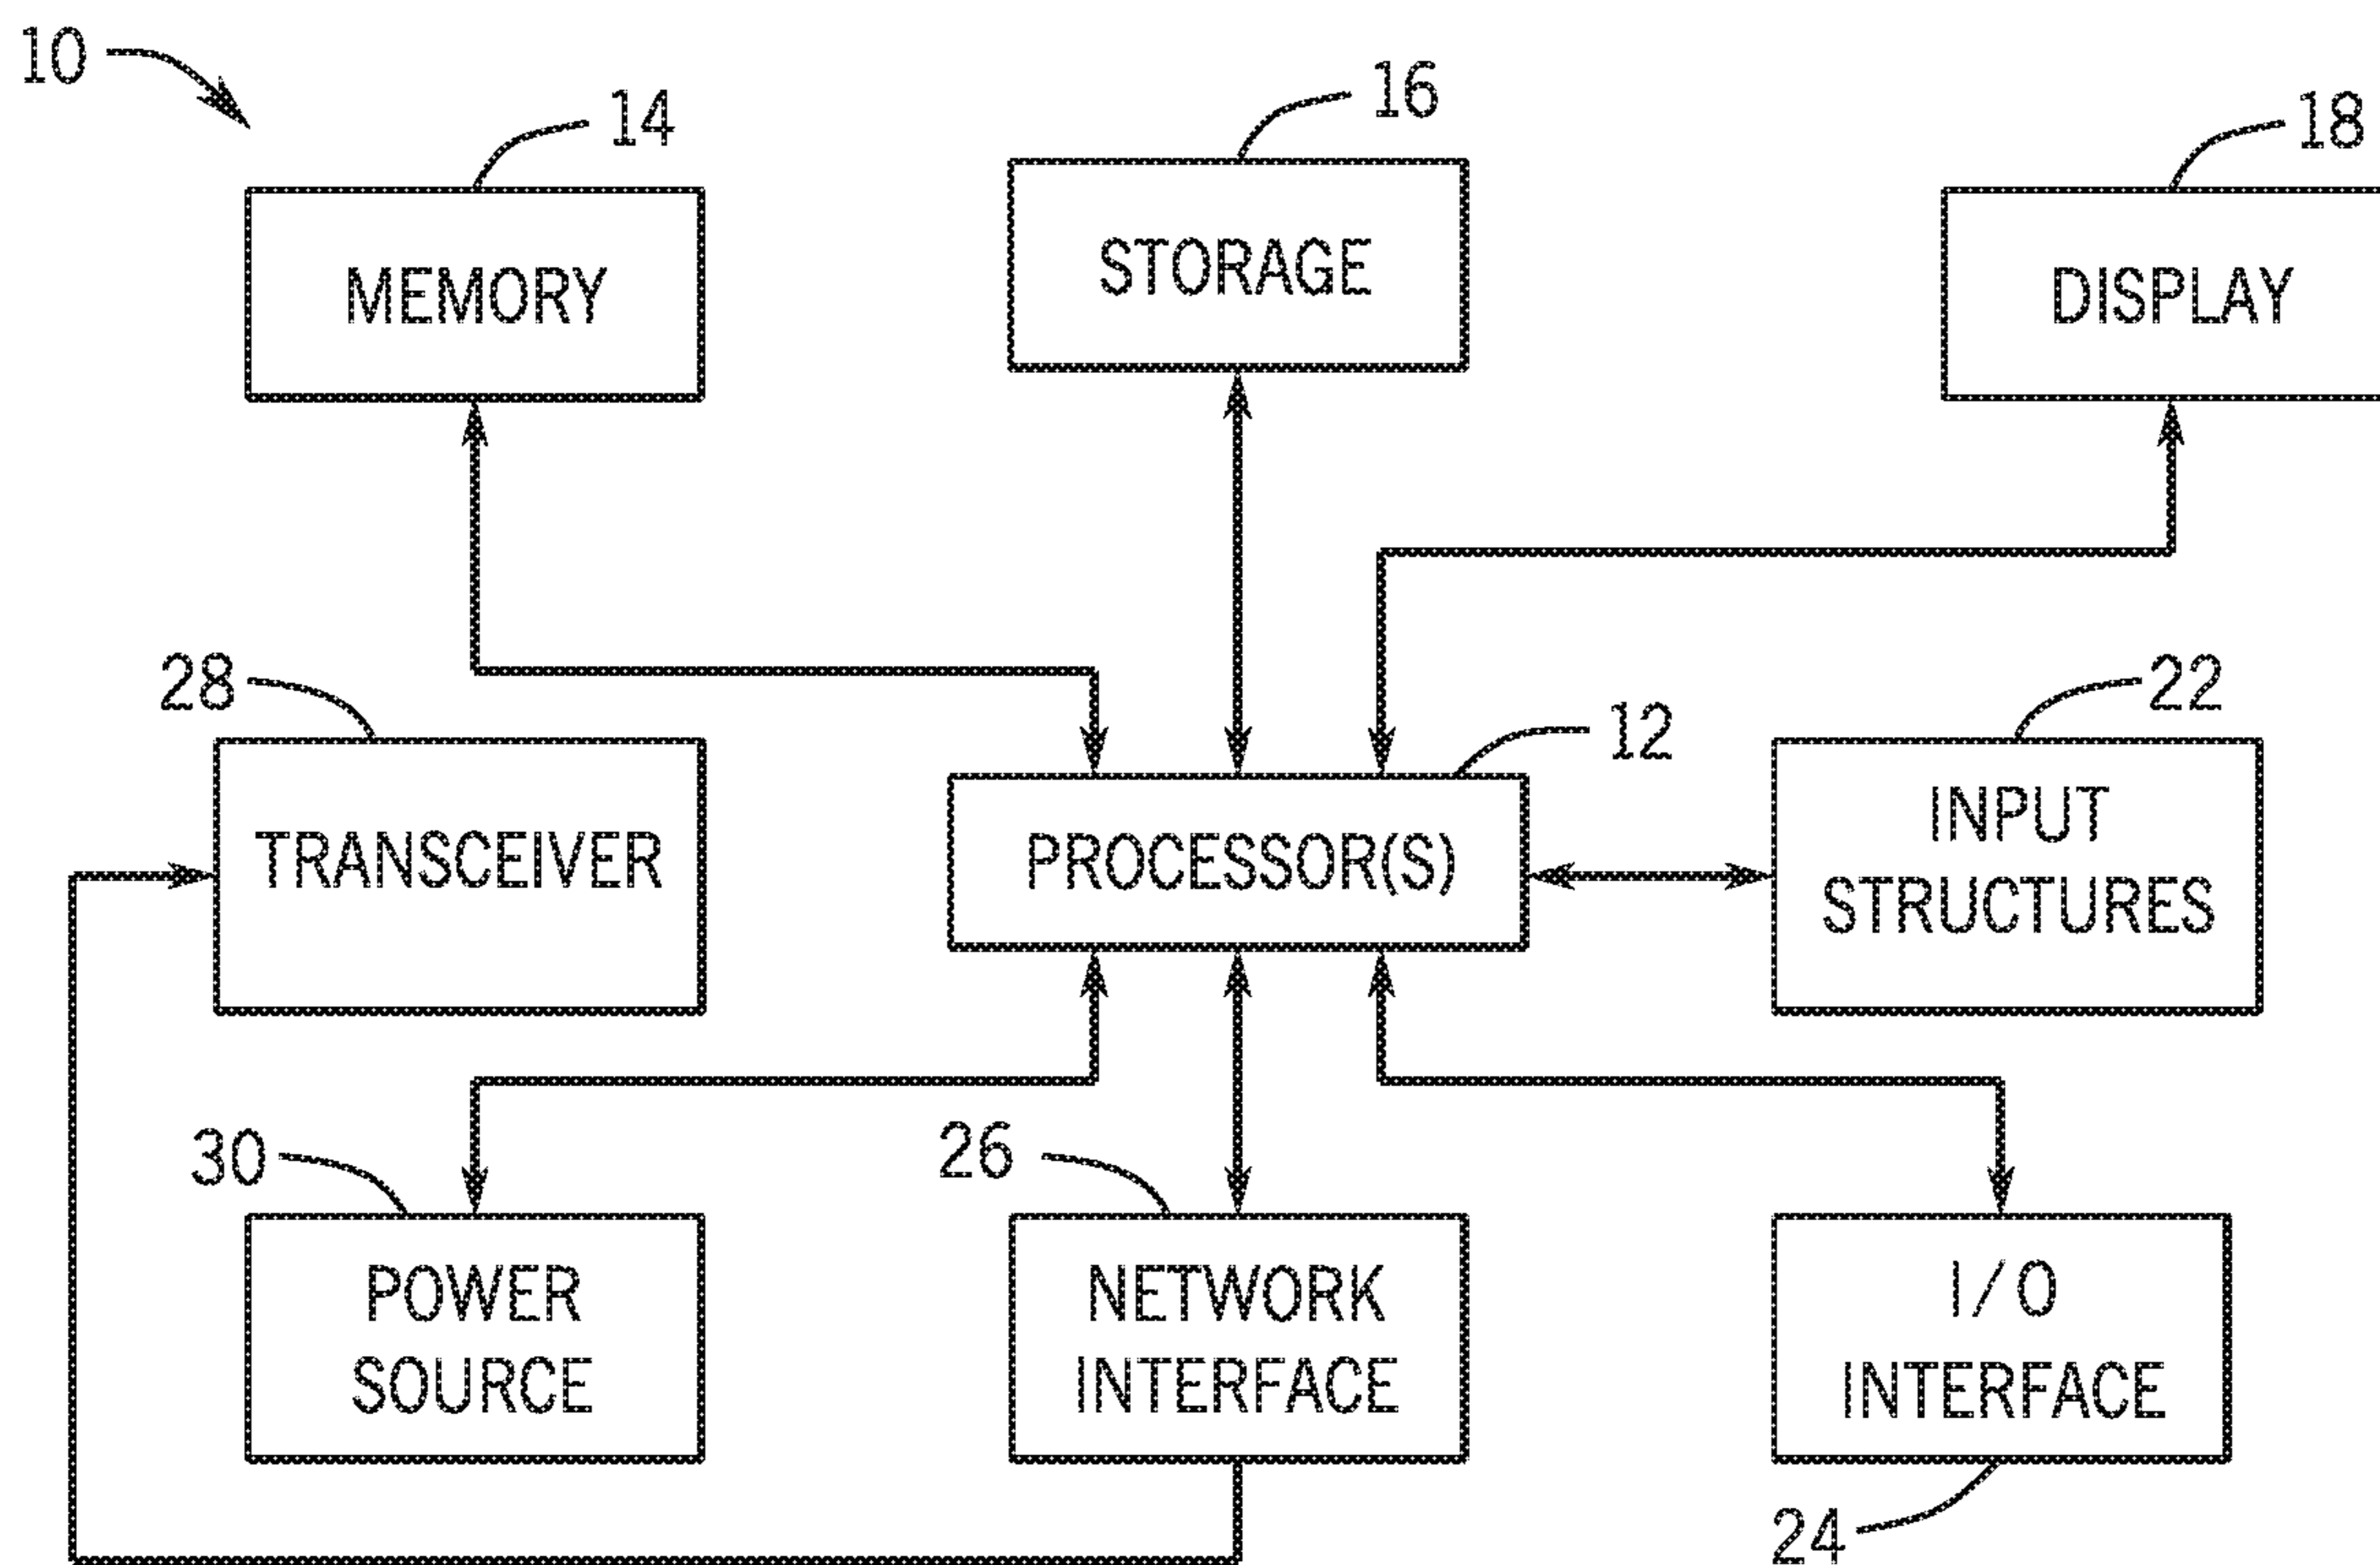 10
14
16
18
MEMORY
STORAGE
DISPLAY
28
12
22
TRANSCEIVER
PROCESSOR(S)
INPUT
STRUCTURES
30
26
POWER
SOURCE
NETWORK
INTERFACE
I/O
INTERFACE
24